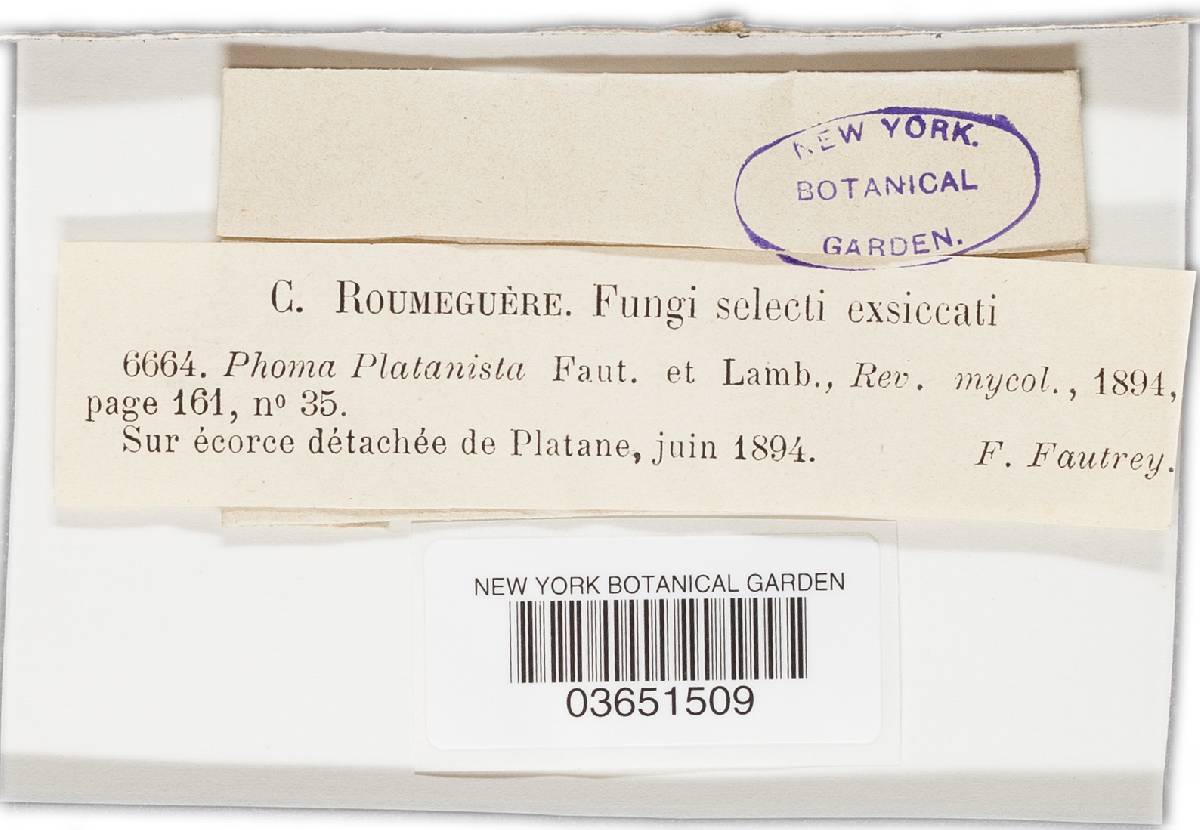 NEW YORK.
BOTANICAL
GARDEN.
C. ROUMEGUÈRE. Fungi selecti exsiccati
6664. Phoma Platanista Faut. et Lamb., Rev. mycol., 1894,
page 161, nº 35.
Sur écorce détachée de Platane, juin 1894. F. Fautrey.
NEW YORK BOTANICAL GARDEN
03651509